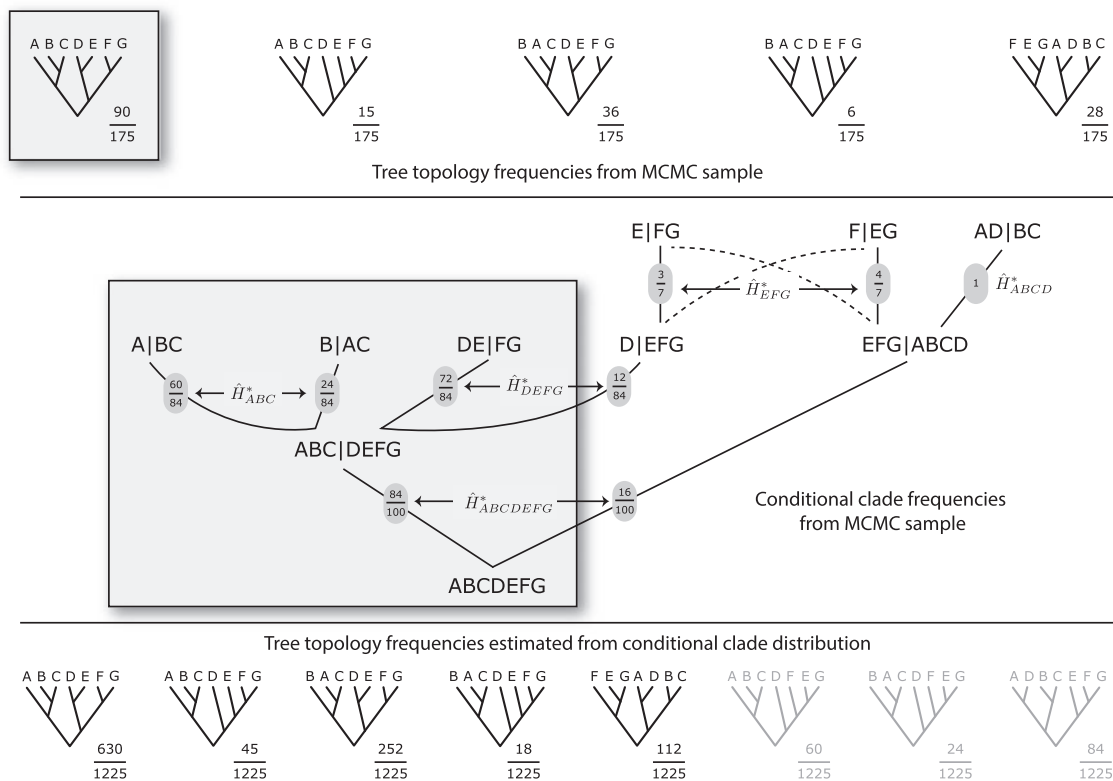 A B C D E F G
A B C D E F G
B A C D E F G
B A C D E F G
F E G A D B C
90
175
15
175
36
175
6
175
28
175
Tree topology frequencies from MCMC sample
E|FG
F|EG
AD|BC
3
7
Ĥ*EFG
4
7
1
Ĥ*ABCD
A|BC
B|AC
DE|FG
D|EFG
EFG|ABCD
60
84
Ĥ*ABC
24
84
72
84
Ĥ*DEFG
12
84
ABC|DEFG
84
100
Ĥ*ABCDEFG
16
100
Conditional clade frequencies
from MCMC sample
ABCDEFG
Tree topology frequencies estimated from conditional clade distribution
A B C D E F G
A B C D E F G
B A C D E F G
B A C D E F G
F E G A D B C
A B C D F E G
B A C D F E G
A D B C E F G
630
1225
45
1225
252
1225
18
1225
112
1225
60
1225
24
1225
84
1225